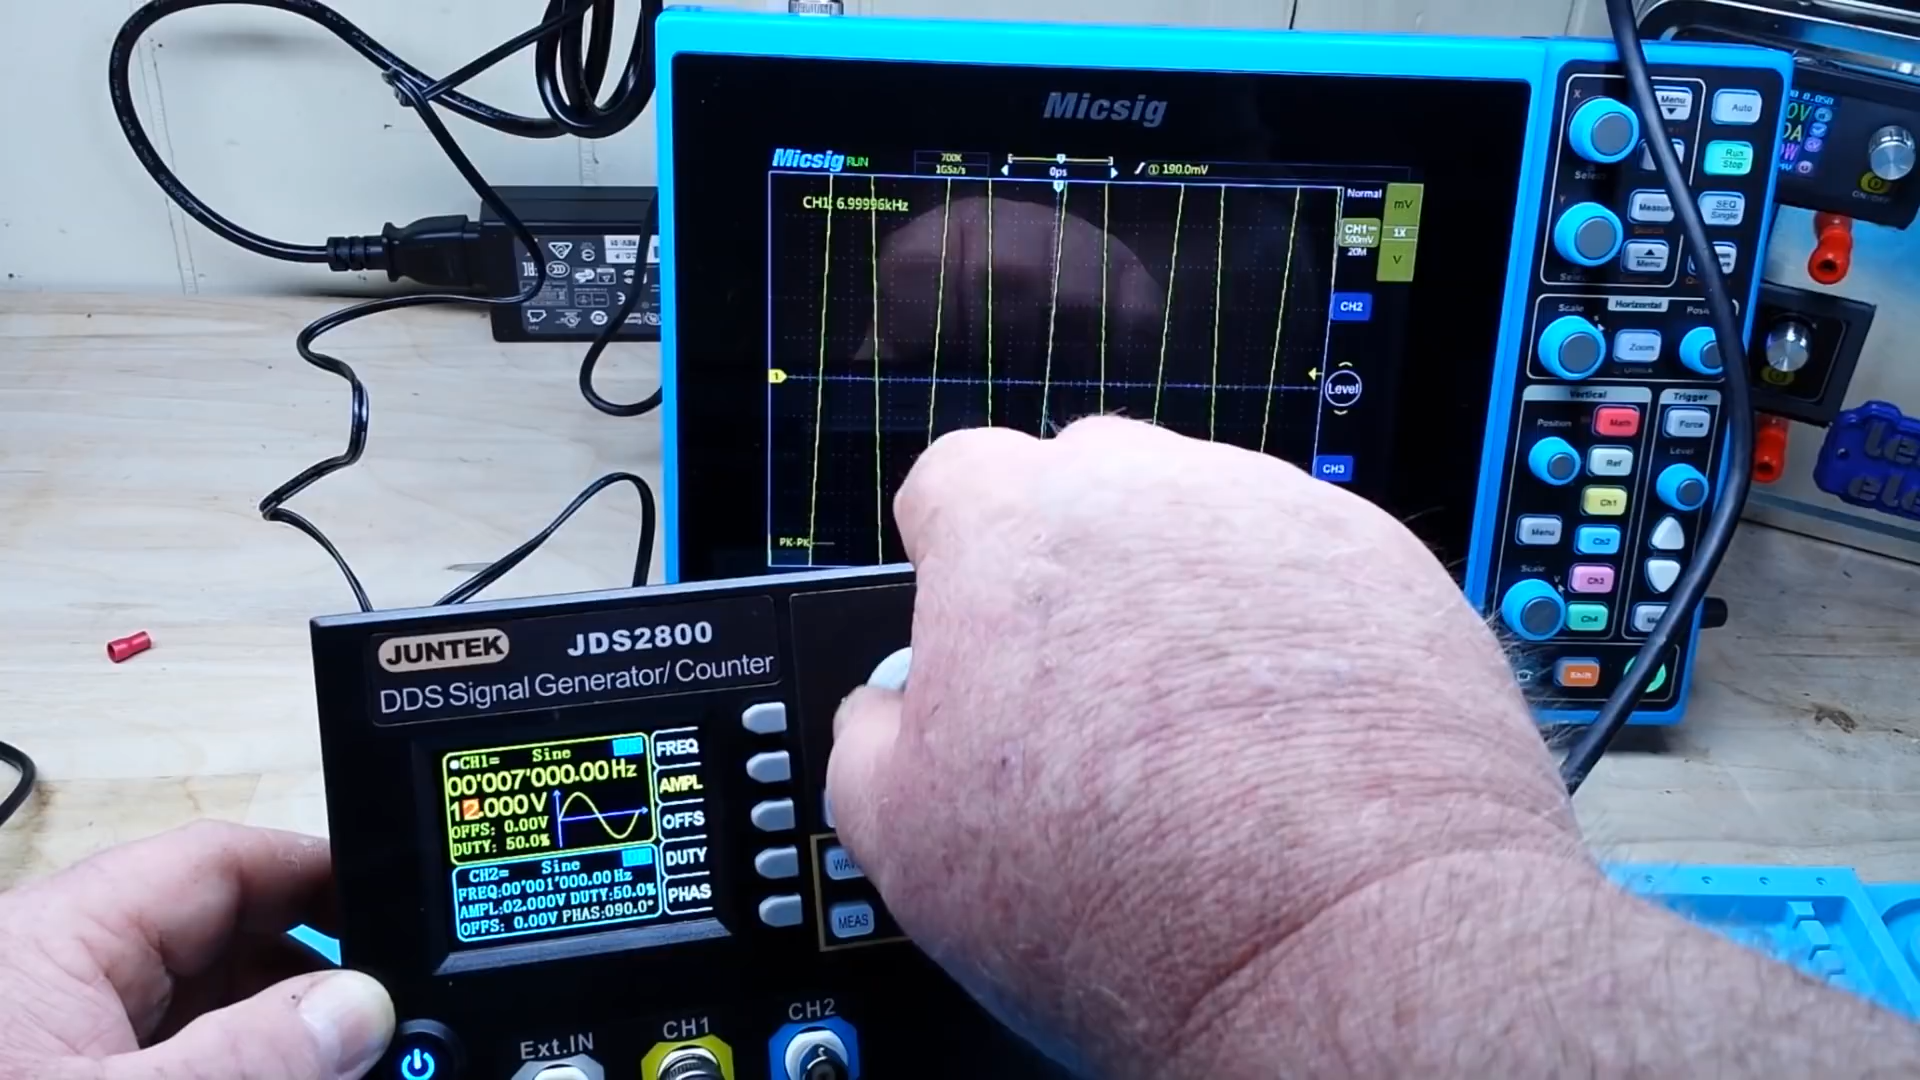 Micsig
Micsig RUN
700K
1GSa/s
0ps
① 190.0mV
CH1: 6.99996kHz
Normal
mV
CH1
500mV
20M
1X
V
CH2
Level
CH3
PK-PK
X
Menu
Auto
Run
Stop
Y
Measure
SEQ
Single
Menu
Scale
Horizontal
Zoom
Vertical
Trigger
Position
Math
Force
Ref
Level
Ch1
Menu
Ch2
Scale
Ch3
Ch4
Shift
JUNTEK
JDS2800
DDS Signal Generator/ Counter
CH1= Sine
00'007'000.00Hz
12.000V
OFFS: 0.00V
DUTY: 50.0%
CH2= Sine
FREQ:00'001'000.00Hz
AMPL:02.000V DUTY:50.0%
OFFS: 0.00V PHAS:090.0°
FREQ
AMPL
OFFS
DUTY
PHAS
MEAS
Ext.IN
CH1
CH2